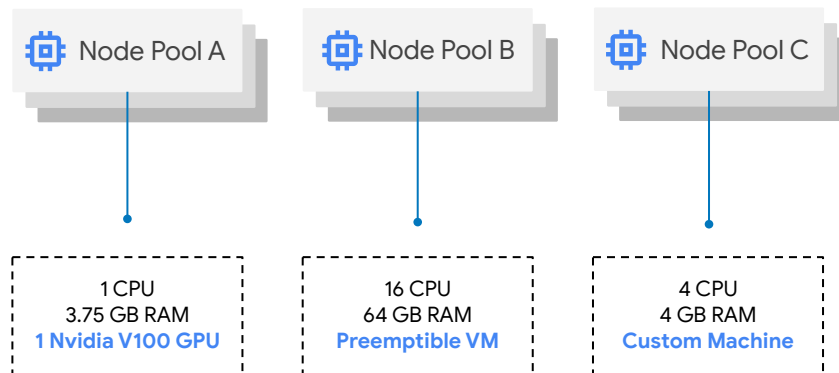 Node Pool A
Node Pool B
Node Pool C
1 CPU
3.75 GB RAM
1 Nvidia V100 GPU
16 CPU
64 GB RAM
Preemptible VM
4 CPU
4 GB RAM
Custom Machine